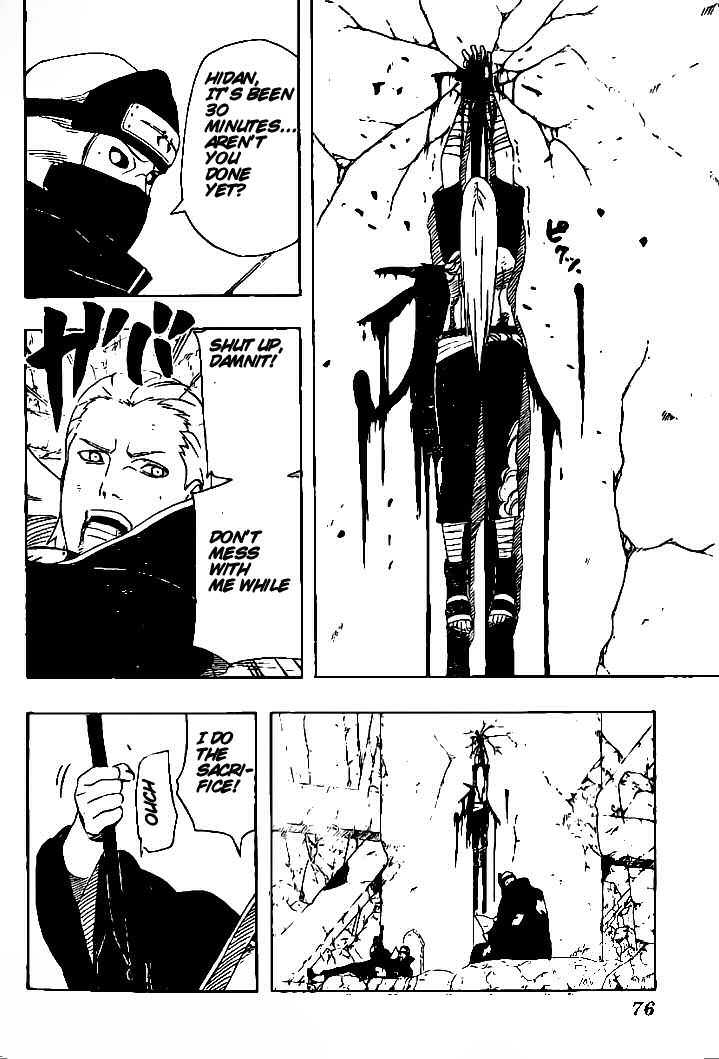 HIDAN,
IT'S BEEN
30
MINUTES...
AREN'T
YOU
DONE
YET?
SHUT UP,
DAMNIT!
DON'T
MESS
WITH
ME WHILE
I DO
THE
SACRI-
FICE!
OUCH
76